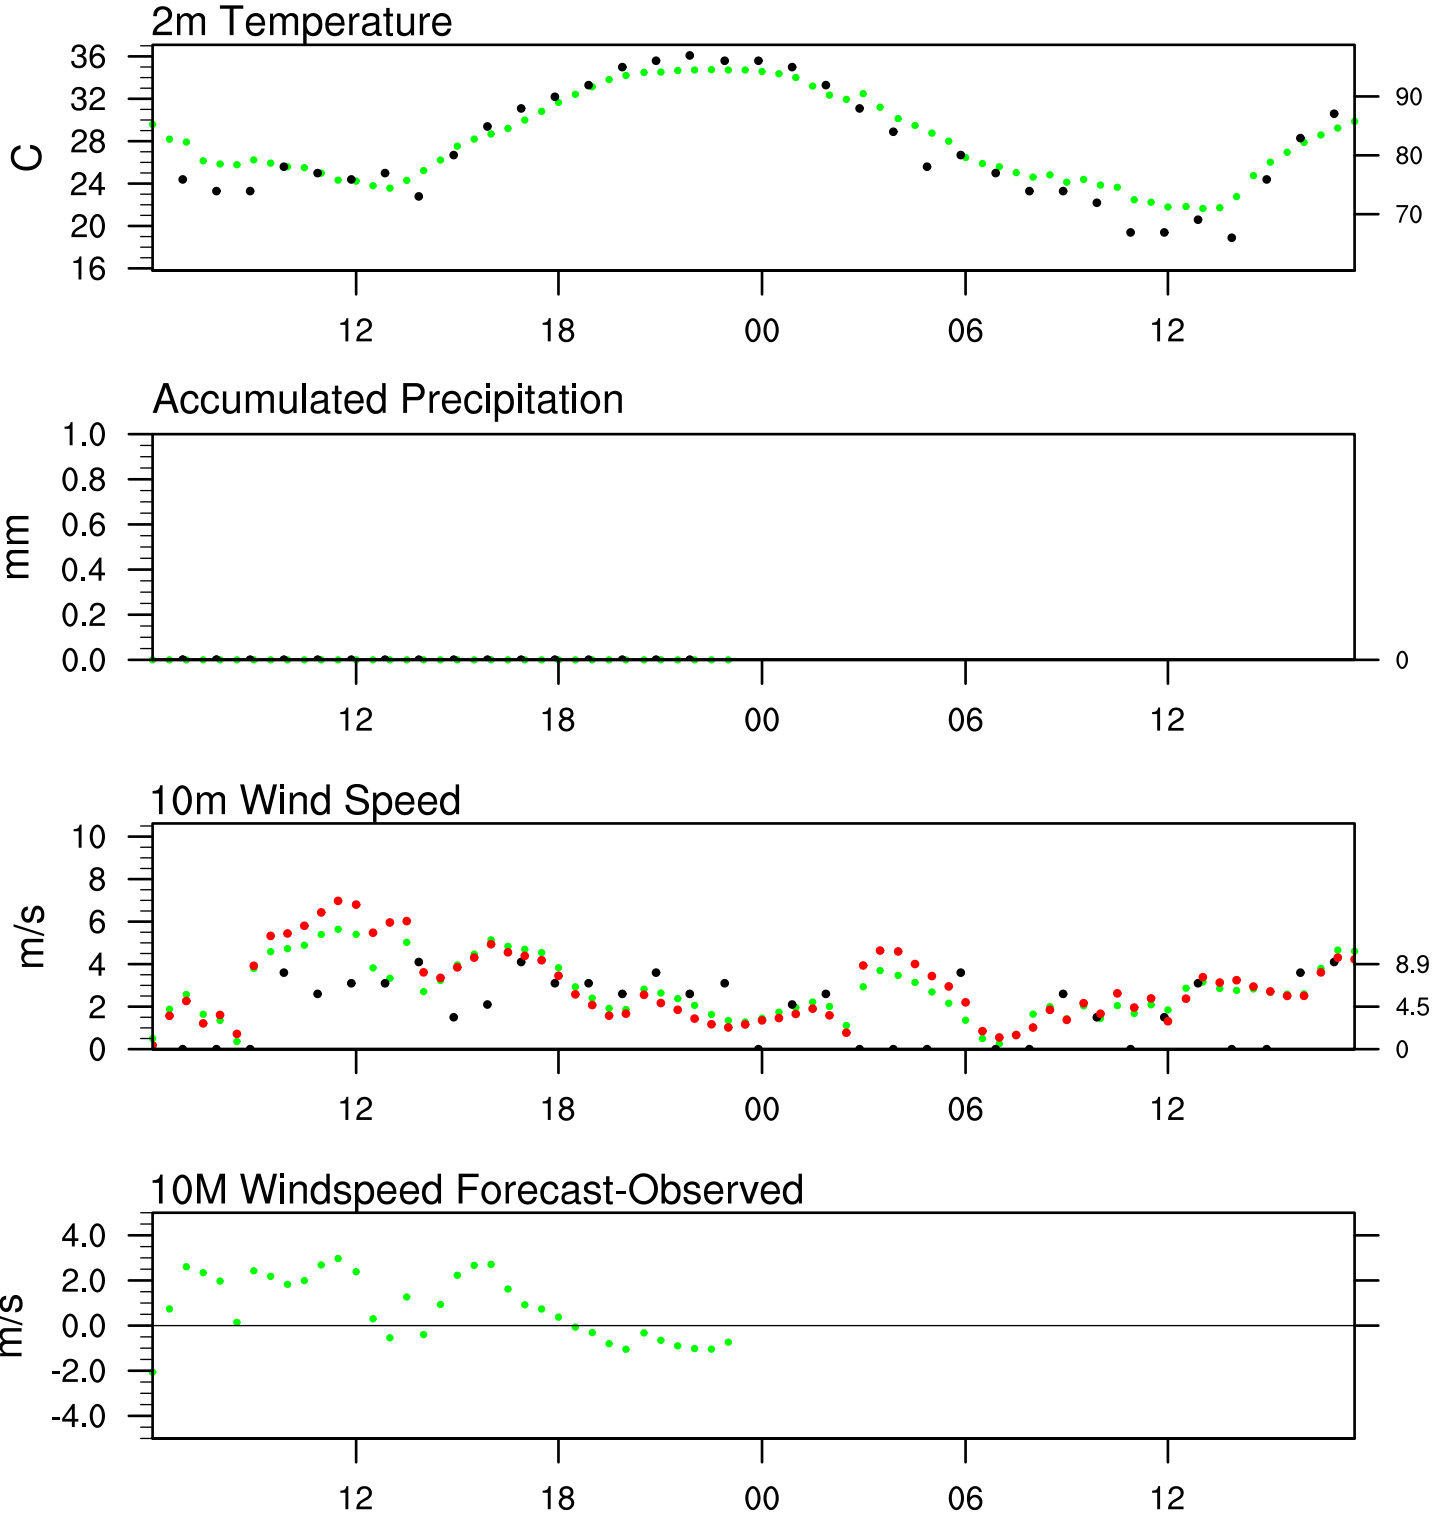 2m Temperature
36
32
28
24
20
16
C
90
80
70
12 18 00 06 12
Accumulated Precipitation
1.0
0.8
0.6
0.4
0.2
0.0
mm
0
12 18 00 06 12
10m Wind Speed
10
8
6
4
2
0
m/s
8.9
4.5
0
12 18 00 06 12
10M Windspeed Forecast-Observed
4.0
2.0
0.0
-2.0
-4.0
m/s
12 18 00 06 12